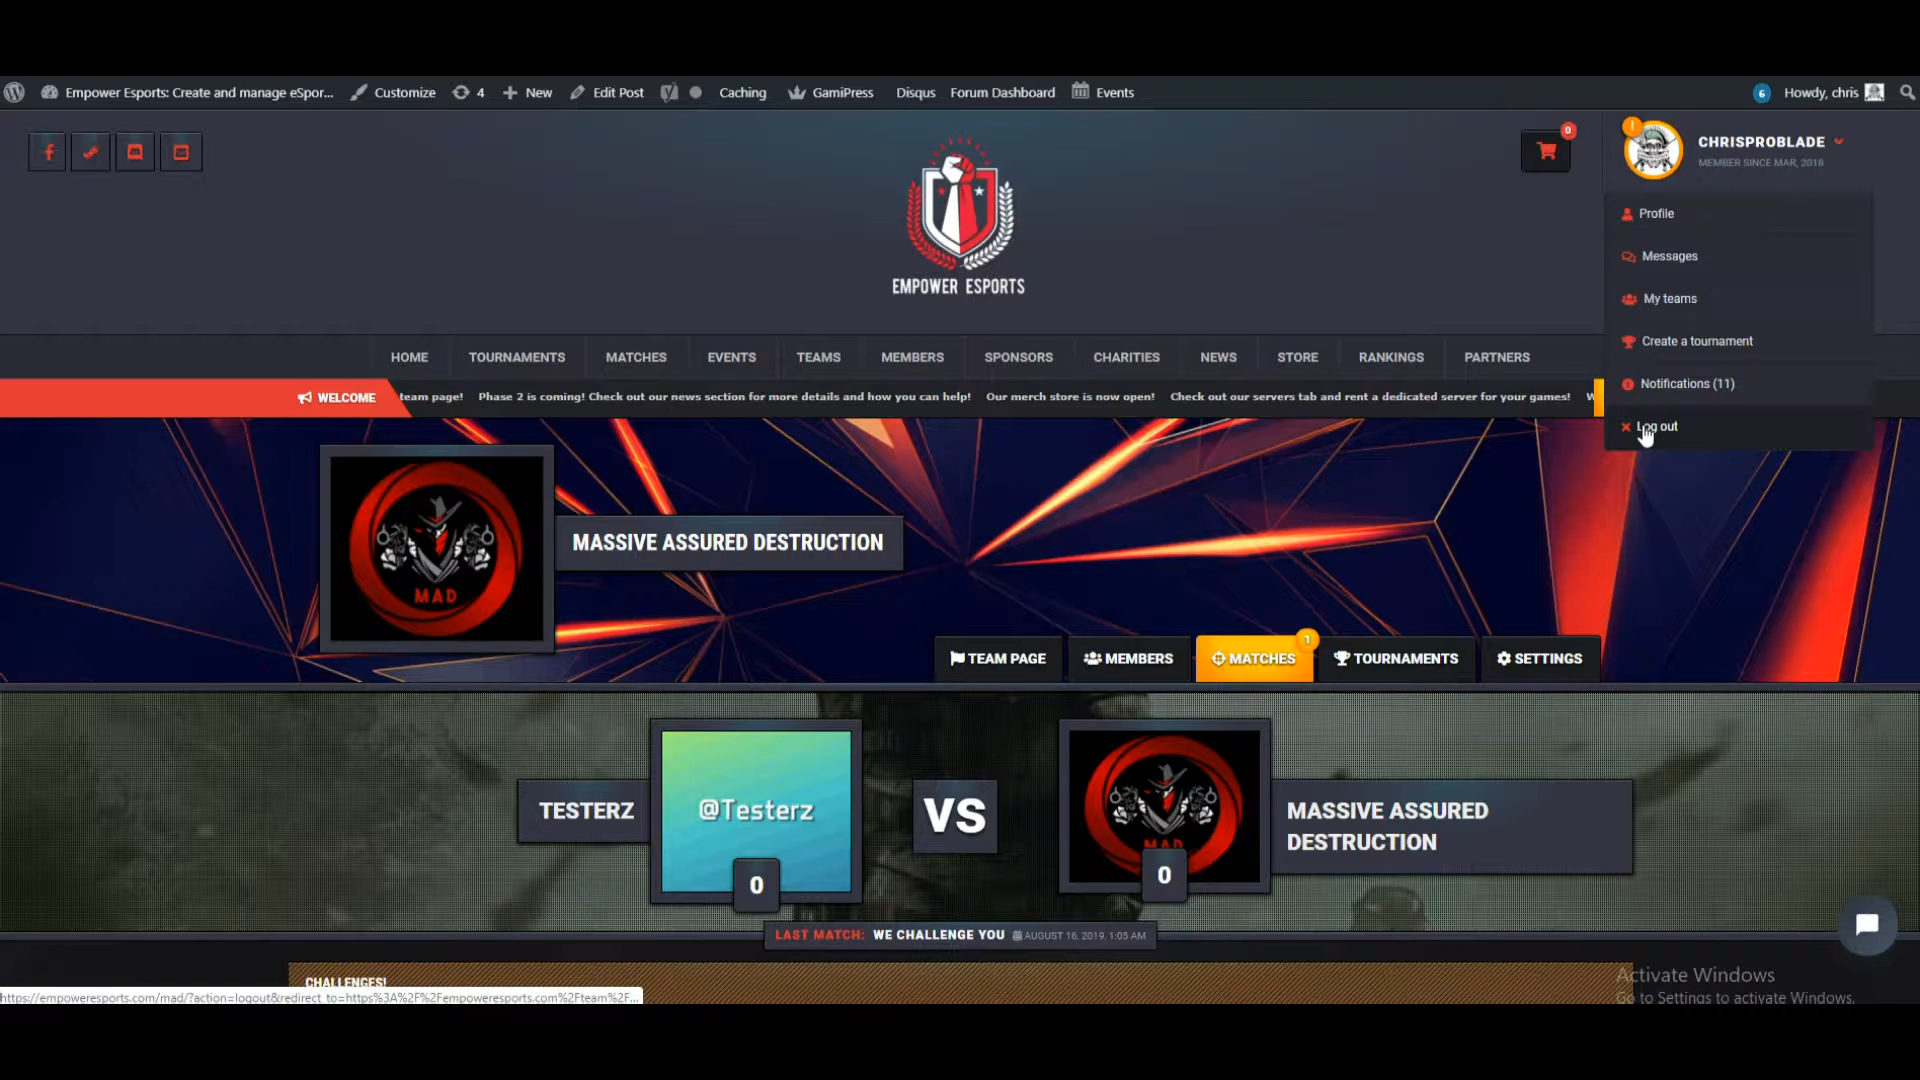 Empower Esports: Create and manage eSpor... Customize 4 New Edit Post Caching GamiPress Disqus Forum Dashboard Events 6 Howdy, chris
0
!
CHRISPROBLADE
MEMBER SINCE MAR, 2018
EMPOWER ESPORTS
Profile
Messages
My teams
Create a tournament
Notifications (11)
Log out
HOME TOURNAMENTS MATCHES EVENTS TEAMS MEMBERS SPONSORS CHARITIES NEWS STORE RANKINGS PARTNERS
WELCOME team page! Phase 2 is coming! Check out our news section for more details and how you can help! Our merch store is now open! Check out our servers tab and rent a dedicated server for your games! W
MAD
MASSIVE ASSURED DESTRUCTION
TEAM PAGE MEMBERS MATCHES 1 TOURNAMENTS SETTINGS
TESTERZ @Testerz 0 VS MAD 0 MASSIVE ASSURED
DESTRUCTION
LAST MATCH: WE CHALLENGE YOU AUGUST 16, 2019, 1:05 AM
CHALLENGES!
Activate Windows
Go to Settings to activate Windows.
https://empoweresports.com/mad/?action=logout&redirect_to=https%3A%2F%2Fempoweresports.com%2Fteam%2F...